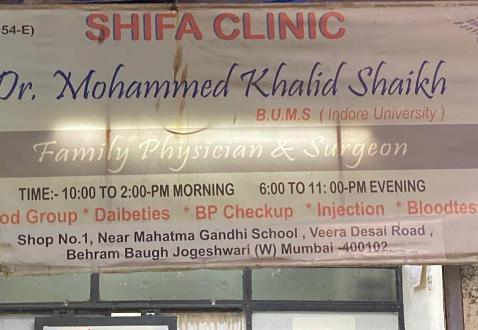 54-E)
SHIFA CLINIC
Dr. Mohammed Khalid Shaikh
B.U.M.S ( Indore University )
Family Physician & Surgeon
TIME:- 10:00 TO 2:00-PM MORNING 6:00 TO 11:00-PM EVENING
od Group * Daibeties * BP Checkup * Injection * Bloodtes
Shop No.1, Near Mahatma Gandhi School , Veera Desai Road ,
Behram Baugh Jogeshwari (W) Mumbai -400102.